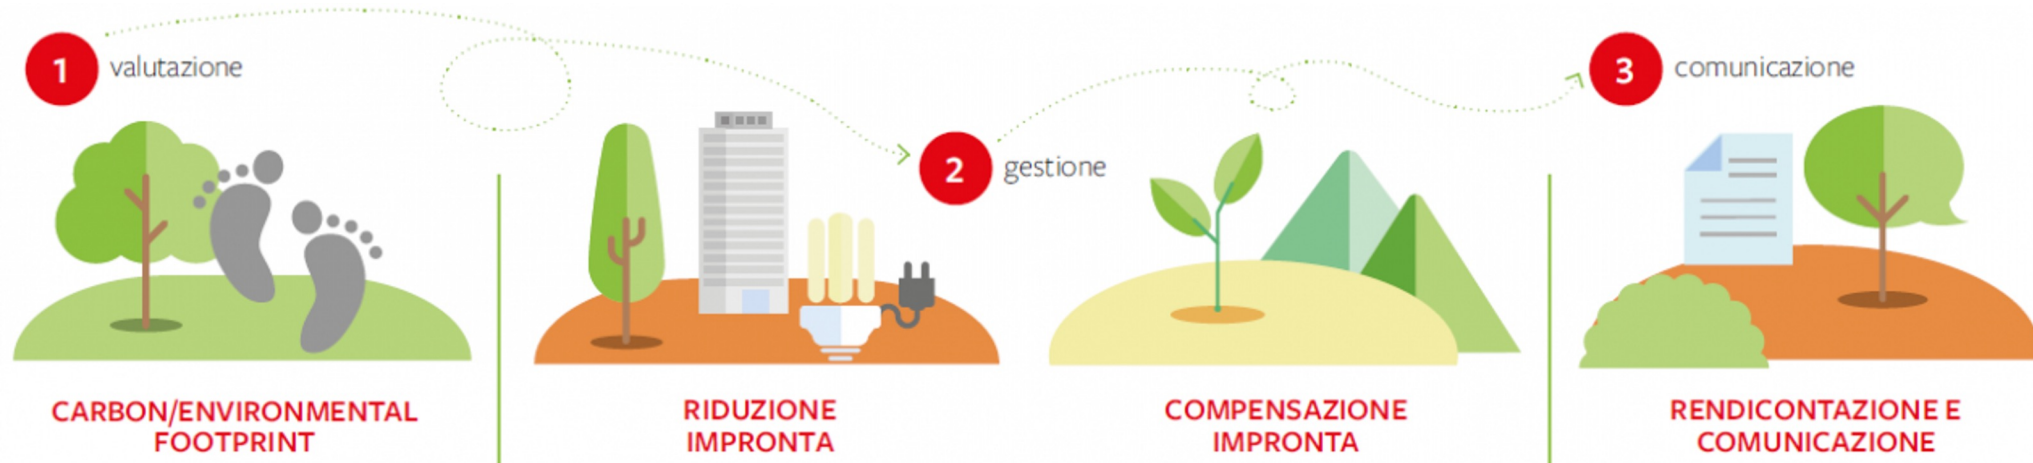 1 valutazione
2 gestione
3 comunicazione
CARBON/ENVIRONMENTAL
FOOTPRINT
RIDUZIONE
IMPRONTA
COMPENSAZIONE
IMPRONTA
RENDICONTAZIONE E
COMUNICAZIONE